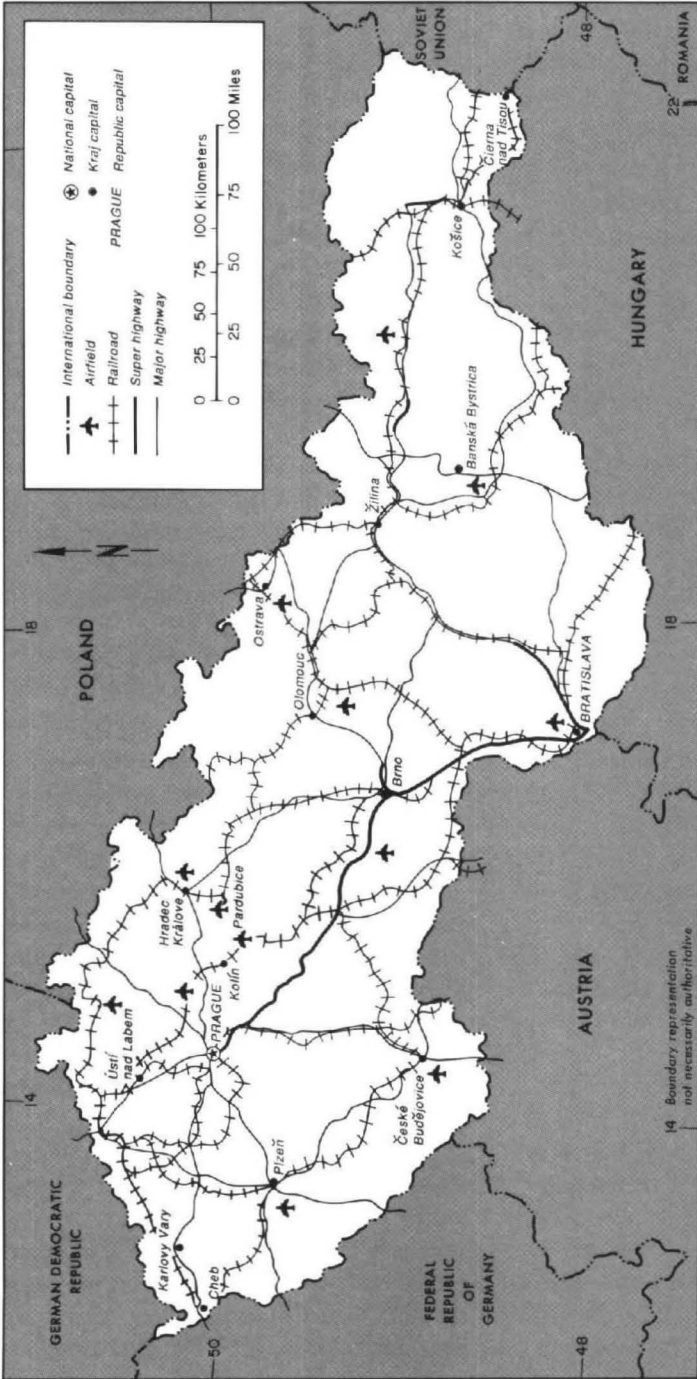 International boundary
Airfield
Railroad
Super highway
Major highway
National capital
Kraj capital
PRAGUE Republic capital
0 25 50 75 100 Kilometers
0 25 50 75 100 Miles
N
14
18
GERMAN DEMOCRATIC
REPUBLIC
POLAND
SOVIET
UNION
50
48
Karlovy Vary
Cheb
Ústí
nad Labem
PRAGUE
Plzeň
Kolín
Hradec
Králove
Pardubice
České
Budějovice
Olomouc
Ostrava
Brno
Žilina
Banská Bystrica
Košice
Čierna
nad Tisou
BRATISLAVA
FEDERAL
REPUBLIC
OF
GERMANY
AUSTRIA
HUNGARY
ROMANIA
48
14
18
22
Boundary representation
not necessarily authoritative